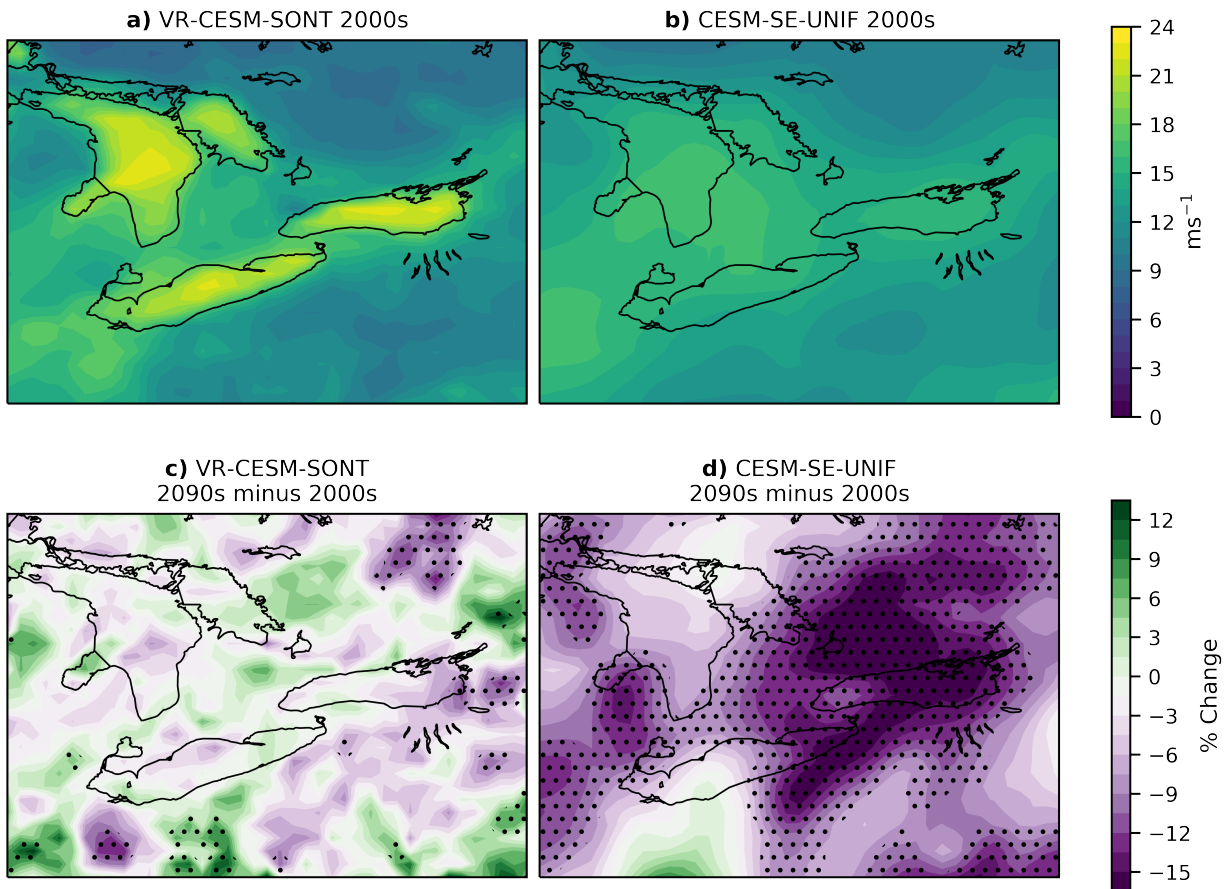 a) VR-CESM-SONT 2000s
b) CESM-SE-UNIF 2000s
24
21
18
15
12
9
6
3
0
ms⁻¹
c) VR-CESM-SONT
2090s minus 2000s
d) CESM-SE-UNIF
2090s minus 2000s
12
9
6
3
0
−3
−6
−9
−12
−15
% Change